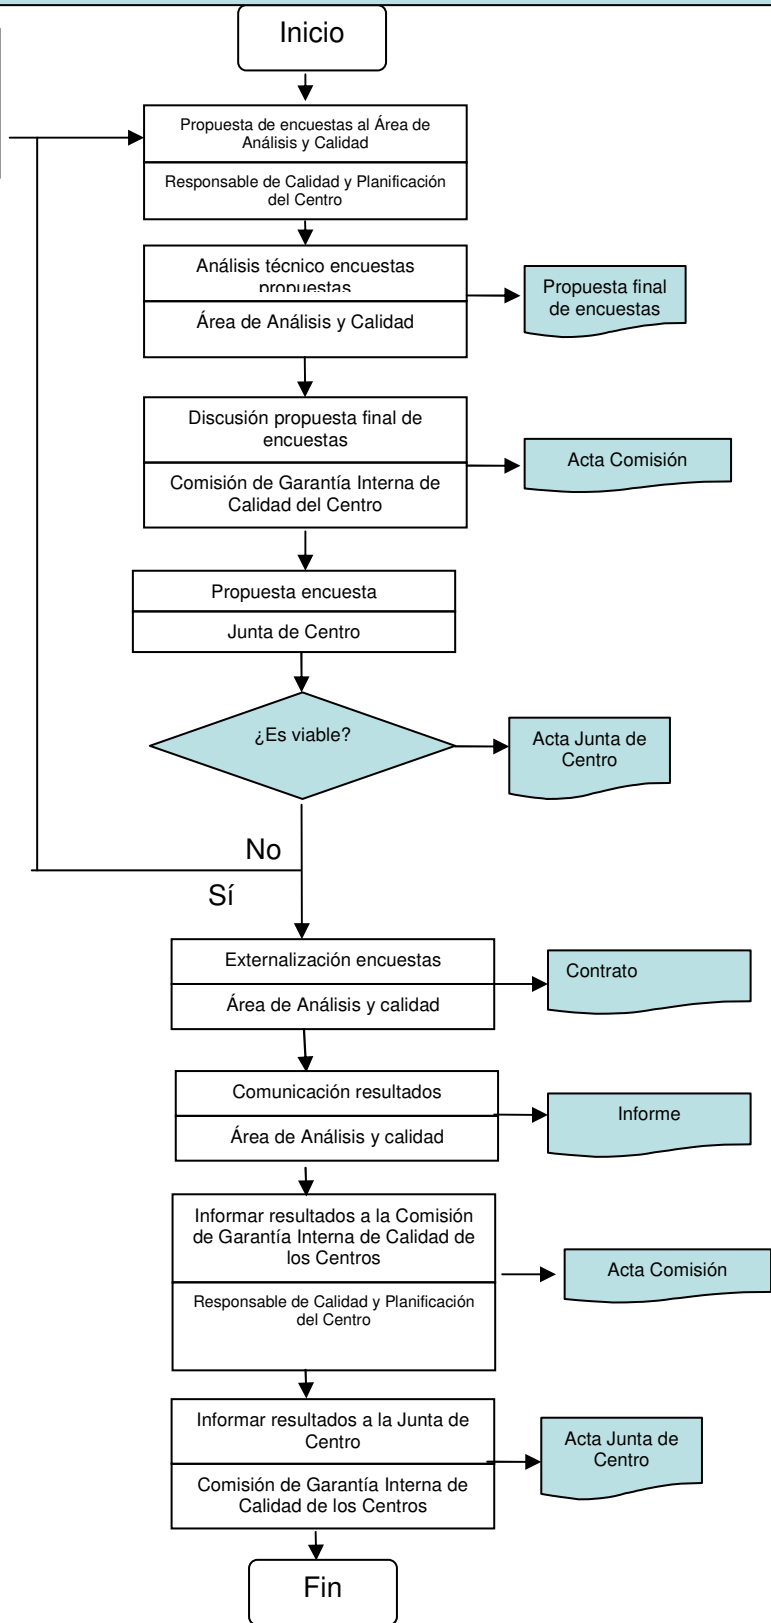 Inicio
Propuesta de encuestas al Área de
Análisis y Calidad
Responsable de Calidad y Planificación
del Centro
Análisis técnico encuestas
propuestas
Área de Análisis y Calidad
Propuesta final
de encuestas
Discusión propuesta final de
encuestas
Comisión de Garantía Interna de
Calidad del Centro
Acta Comisión
Propuesta encuesta
Junta de Centro
¿Es viable?
Acta Junta de
Centro
No
Sí
Externalización encuestas
Área de Análisis y calidad
Contrato
Comunicación resultados
Área de Análisis y calidad
Informe
Informar resultados a la Comisión
de Garantía Interna de Calidad de
los Centros
Responsable de Calidad y Planificación
del Centro
Acta Comisión
Informar resultados a la Junta de
Centro
Comisión de Garantía Interna de
Calidad de los Centros
Acta Junta de
Centro
Fin